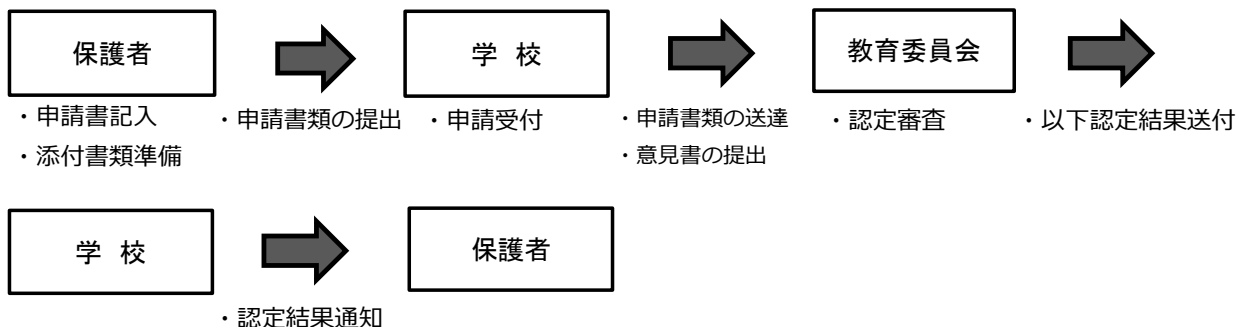 保護者
学 校
教育委員会
・申請書記入
・申請書類の提出
・申請受付
・申請書類の送達
・認定審査
・以下認定結果送付
・添付書類準備
・意見書の提出
学 校
保護者
・認定結果通知